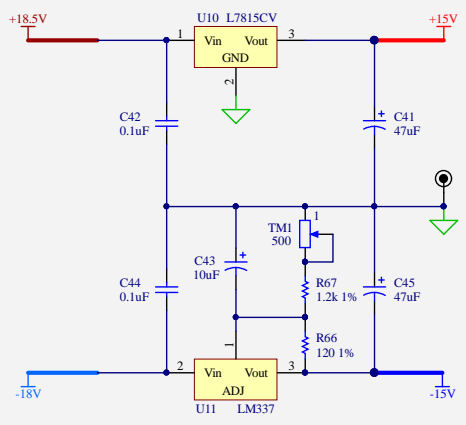 +18.5V
U10 L7815CV
+15V
1
Vin
Vout
3
GND
2
C42
0.1uF
C41
47uF
TM1
500
1
C43
10uF
C44
0.1uF
R67
1.2k 1%
C45
47uF
R66
120 1%
1
2
Vin
Vout
3
ADJ
-18V
U11
LM337
-15V